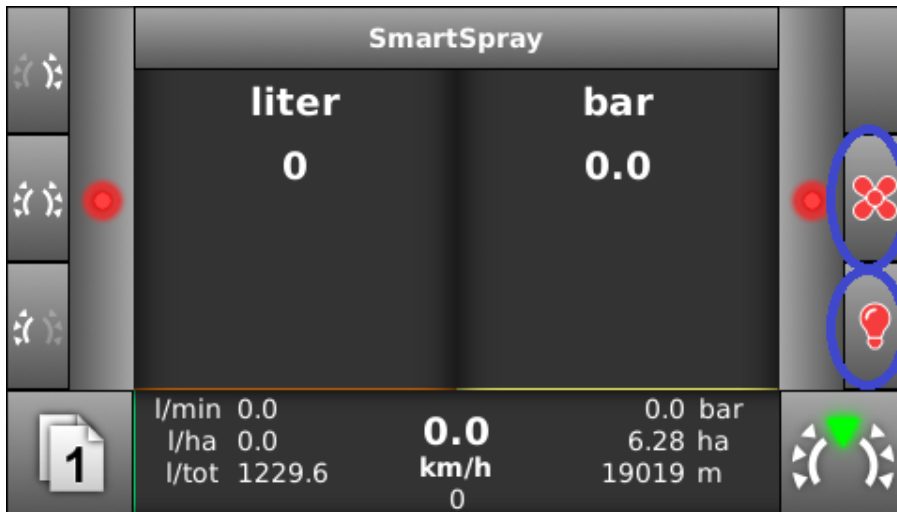 SmartSpray
liter
bar
0
0.0
l/min 0.0
l/ha 0.0
l/tot 1229.6
0.0
km/h
0
0.0 bar
6.28 ha
19019 m
1